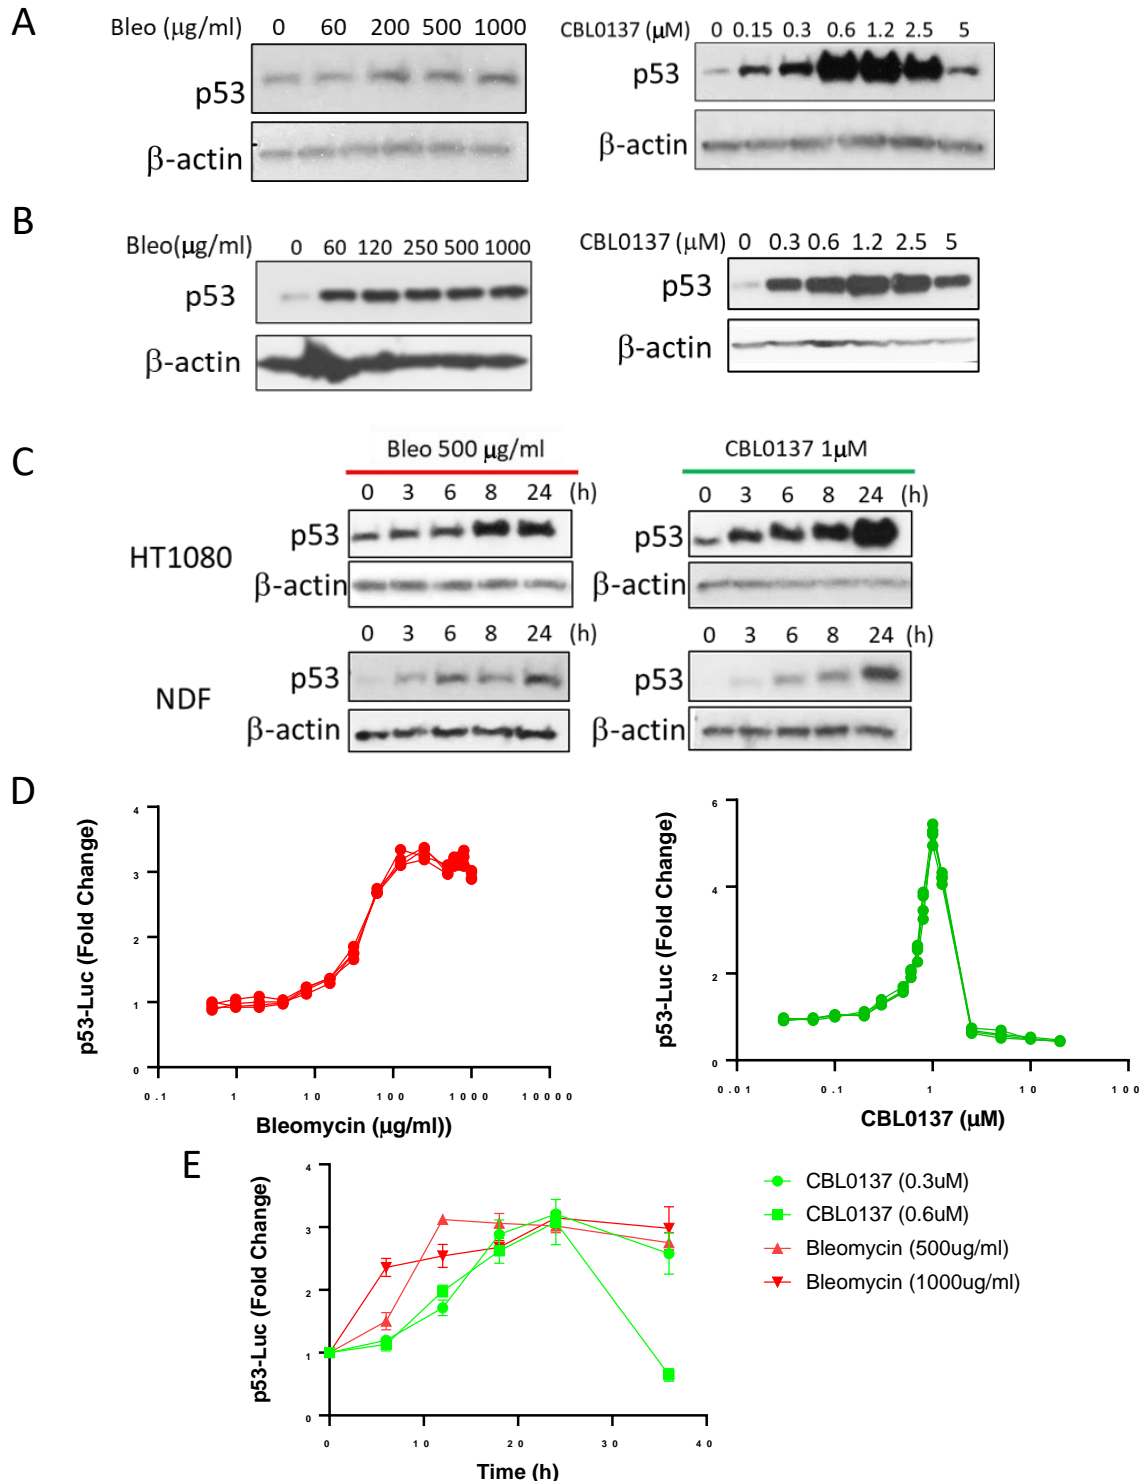 A
Bleo (μg/ml) 0 60 200 500 1000
p53
β-actin
CBL0137 (μM) 0 0.15 0.3 0.6 1.2 2.5 5
p53
β-actin
B
Bleo(μg/ml) 0 60 120 250 500 1000
p53
β-actin
CBL0137 (μM) 0 0.3 0.6 1.2 2.5 5
p53
β-actin
C
Bleo 500 μg/ml
CBL0137 1μM
0 3 6 8 24 (h)
0 3 6 8 24 (h)
HT1080
p53
β-actin
p53
β-actin
0 3 6 8 24 (h)
0 3 6 8 24 (h)
NDF
p53
β-actin
p53
β-actin
D
p53-Luc (Fold Change)
4
3
2
1
0
0.1 1 10 100 1000 10000
Bleomycin (μg/ml))
p53-Luc (Fold Change)
6
4
2
0
0.01 0.1 1 10 100
CBL0137 (μM)
E
p53-Luc (Fold Change)
4
3
2
1
0
0 10 20 30 40
Time (h)
CBL0137 (0.3uM)
CBL0137 (0.6uM)
Bleomycin (500ug/ml)
Bleomycin (1000ug/ml)